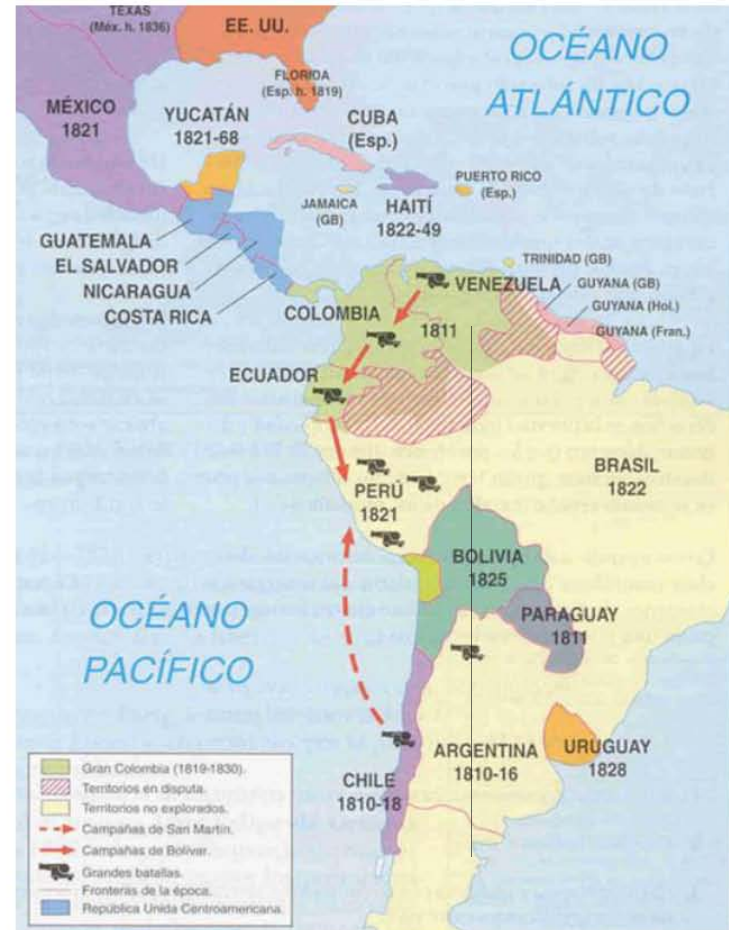 TEXAS
(Méx. h. 1836)
EE. UU.
OCÉANO
ATLÁNTICO
FLORIDA
(Esp. h. 1819)
MÉXICO
1821
YUCATÁN
1821-68
CUBA
(Esp.)
JAMAICA
(GB)
HAITÍ
1822-49
PUERTO RICO
(Esp.)
GUATEMALA
EL SALVADOR
NICARAGUA
COSTA RICA
TRINIDAD (GB)
VENEZUELA
GUYANA (GB)
GUYANA (Hol.)
GUYANA (Fran.)
COLOMBIA
1811
ECUADOR
BRASIL
1822
PERÚ
1821
BOLIVIA
1825
PARAGUAY
1811
OCÉANO
PACÍFICO
ARGENTINA
1810-16
URUGUAY
1828
CHILE
1810-18
Gran Colombia (1819-1830).
Territorios en disputa.
Territorios no explorados.
Campañas de San Martín.
Campañas de Bolívar.
Grandes batallas.
Fronteras de la época.
República Unida Centroamericana.